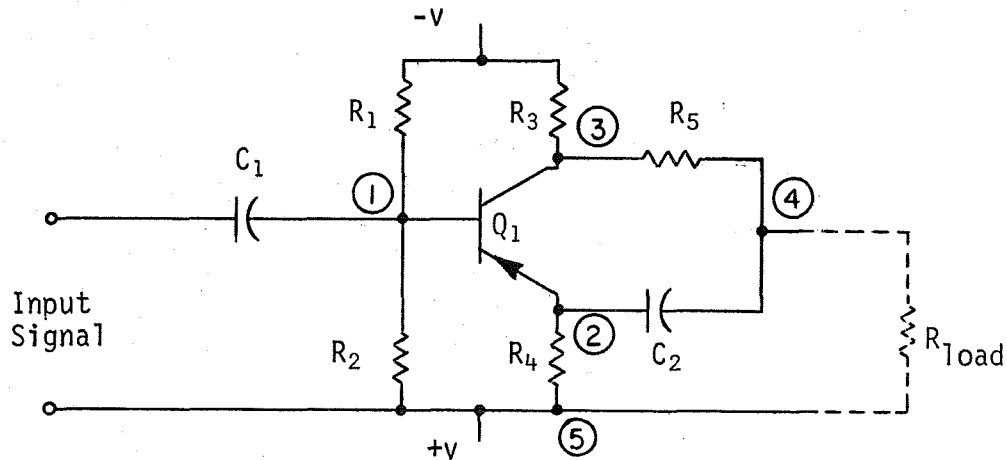 -V
R1
R3
③
R5
C1
①
④
Q1
Input
Signal
R2
R4
②
C2
Rload
+V
⑤